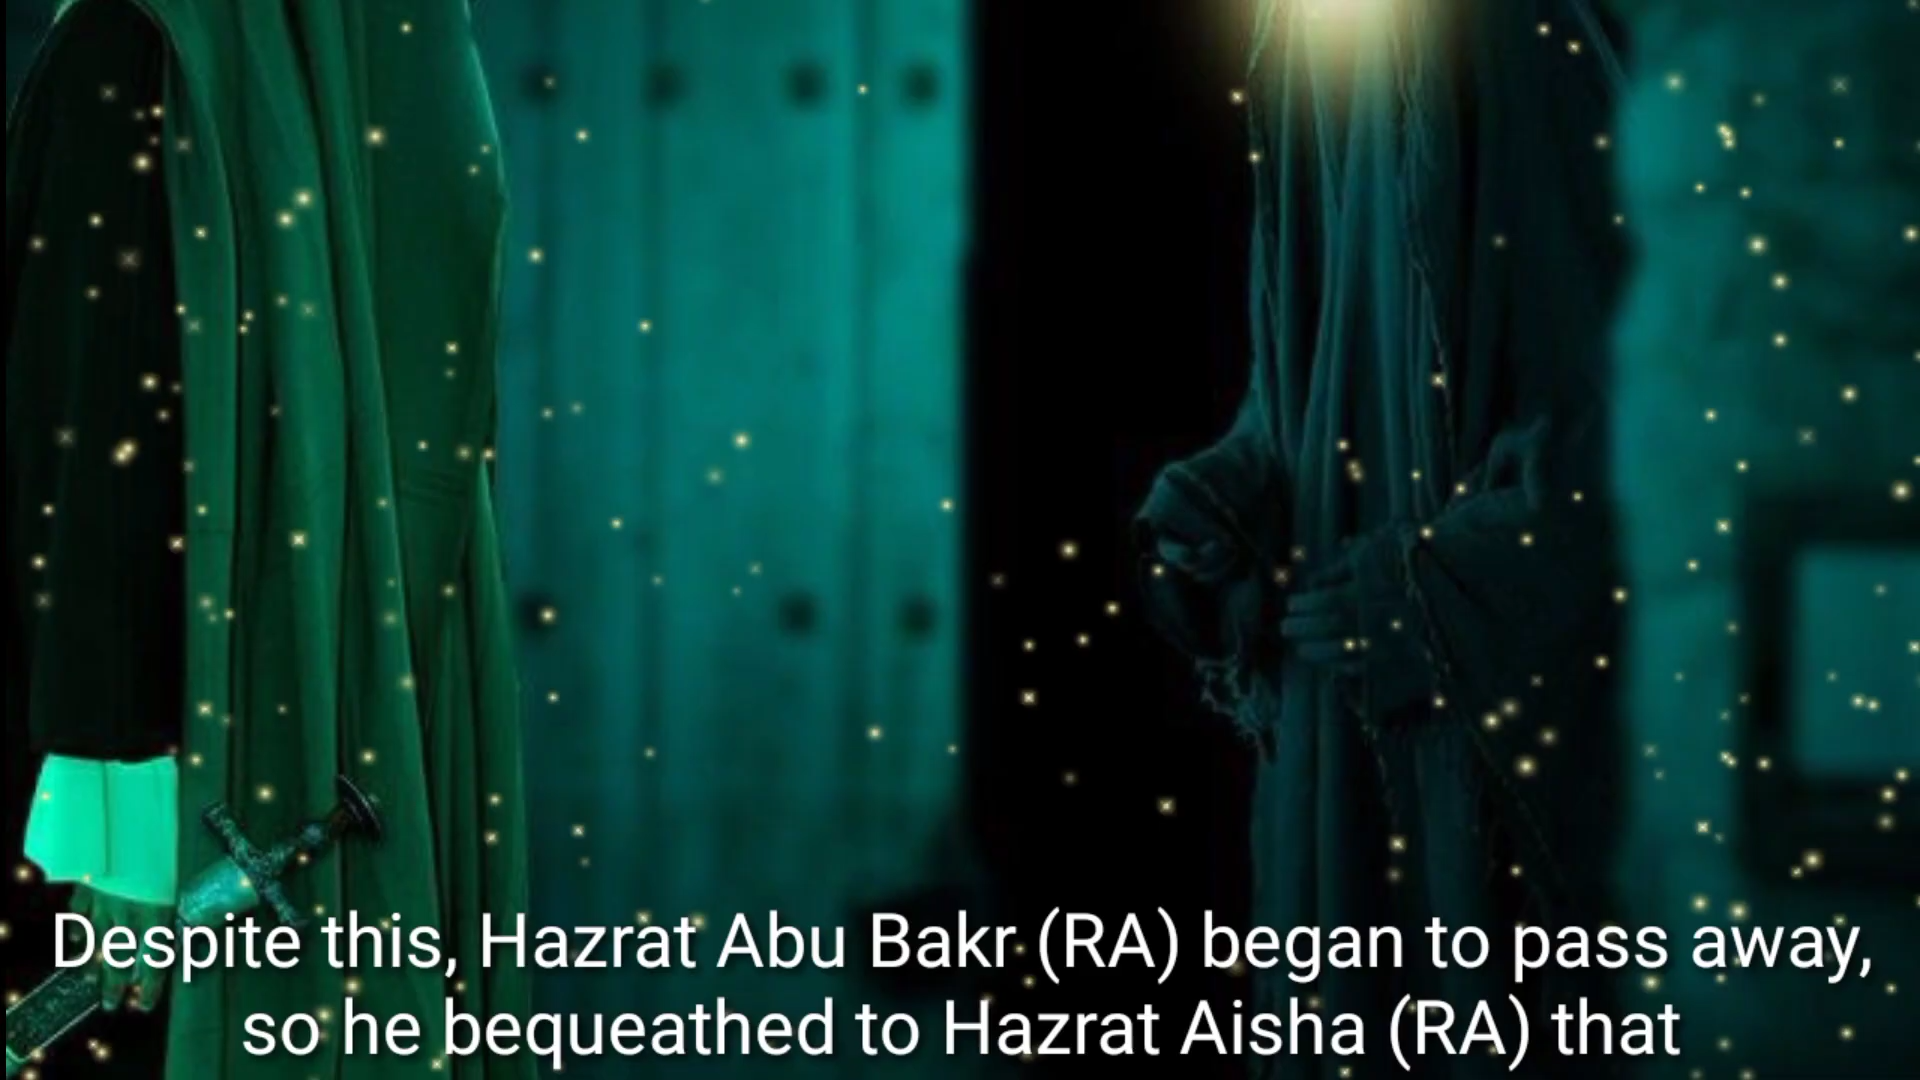 Despite this, Hazrat Abu Bakr (RA) began to pass away,
so he bequeathed to Hazrat Aisha (RA) that